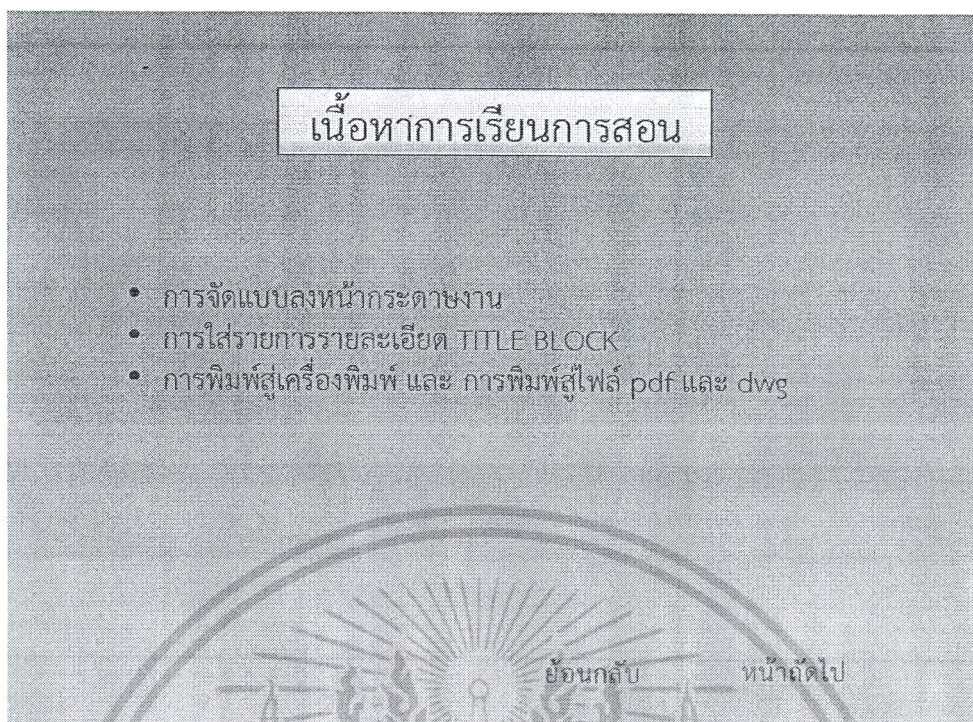 เนื้อหาการเรียนการสอน
• การจัดแบบลงหน้ากระดาษงาน
• การใส่รายการรายละเอียด TITLE BLOCK
• การพิมพ์สู่เครื่องพิมพ์ และ การพิมพ์สู่ไฟล์ pdf และ dwg
ย้อนกลับ หน้าถัดไป